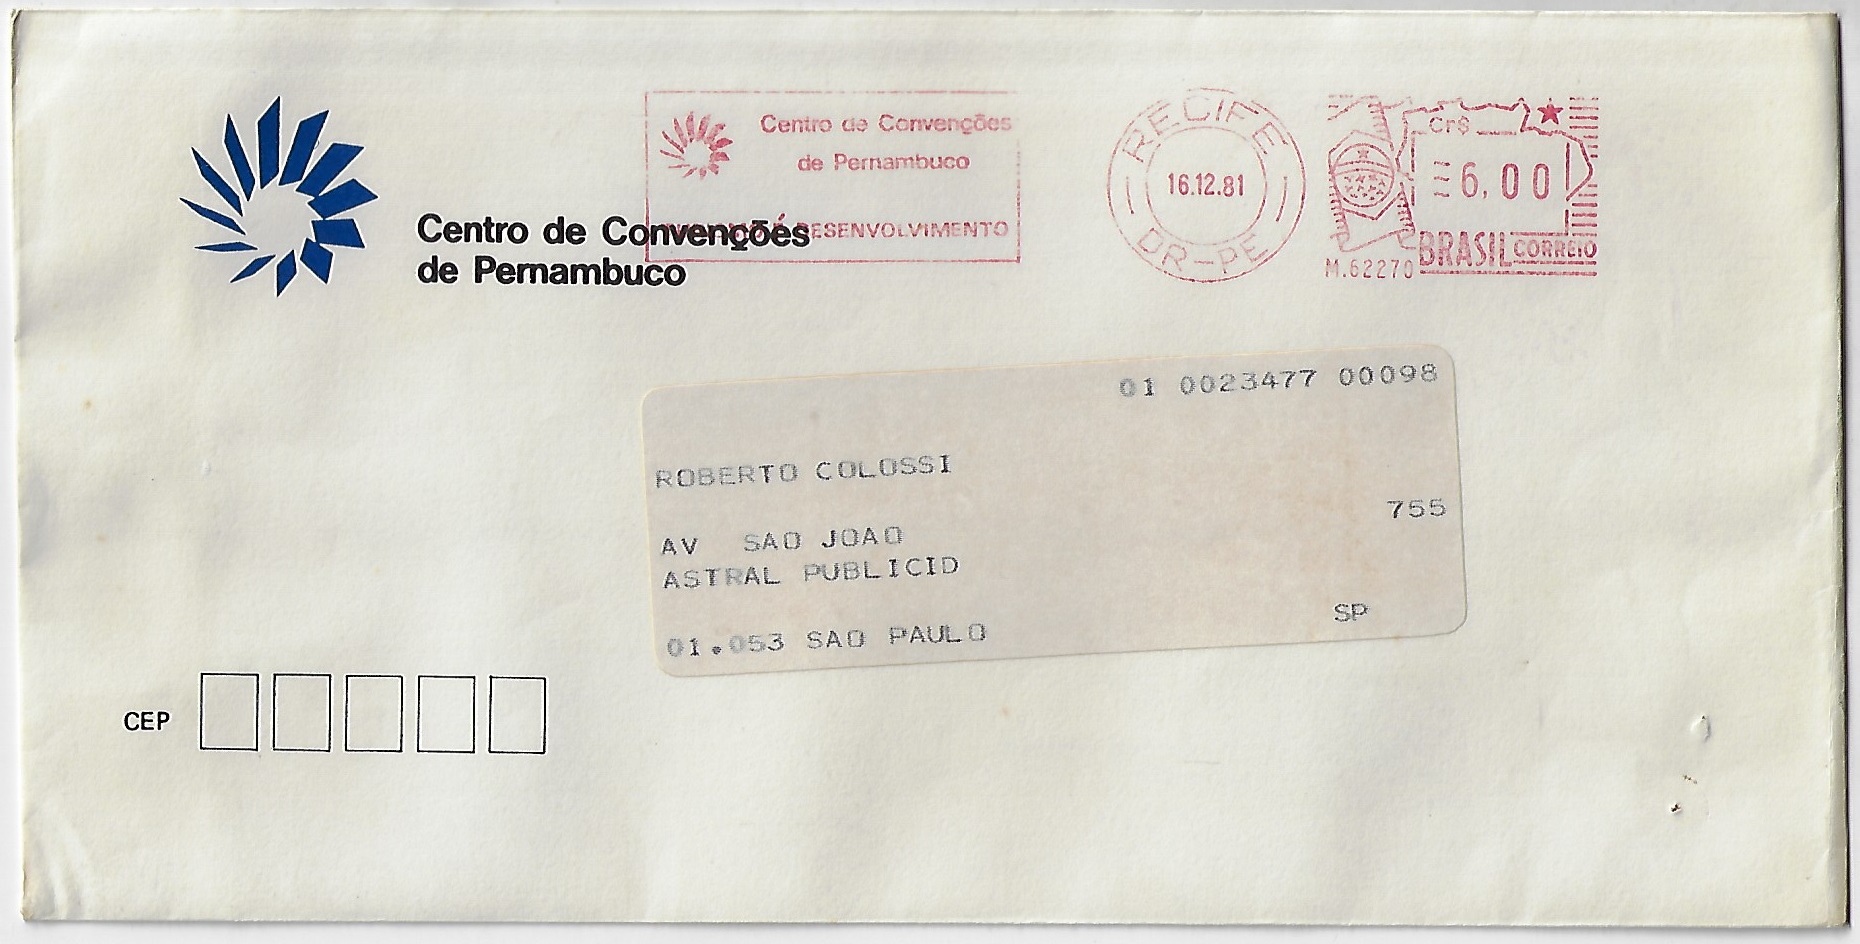 Centro de Convenções
de Pernambuco
Centro de Convenções
de Pernambuco
É DESENVOLVIMENTO
RECIFE
16.12.81
DR-PE
Cr$
6,00
BRASIL CORREIO
M.62270
01 0023477 00098
ROBERTO COLOSSI
755
AV SAO JOAO
ASTRAL PUBLICID
SP
01.053 SAO PAULO
CEP